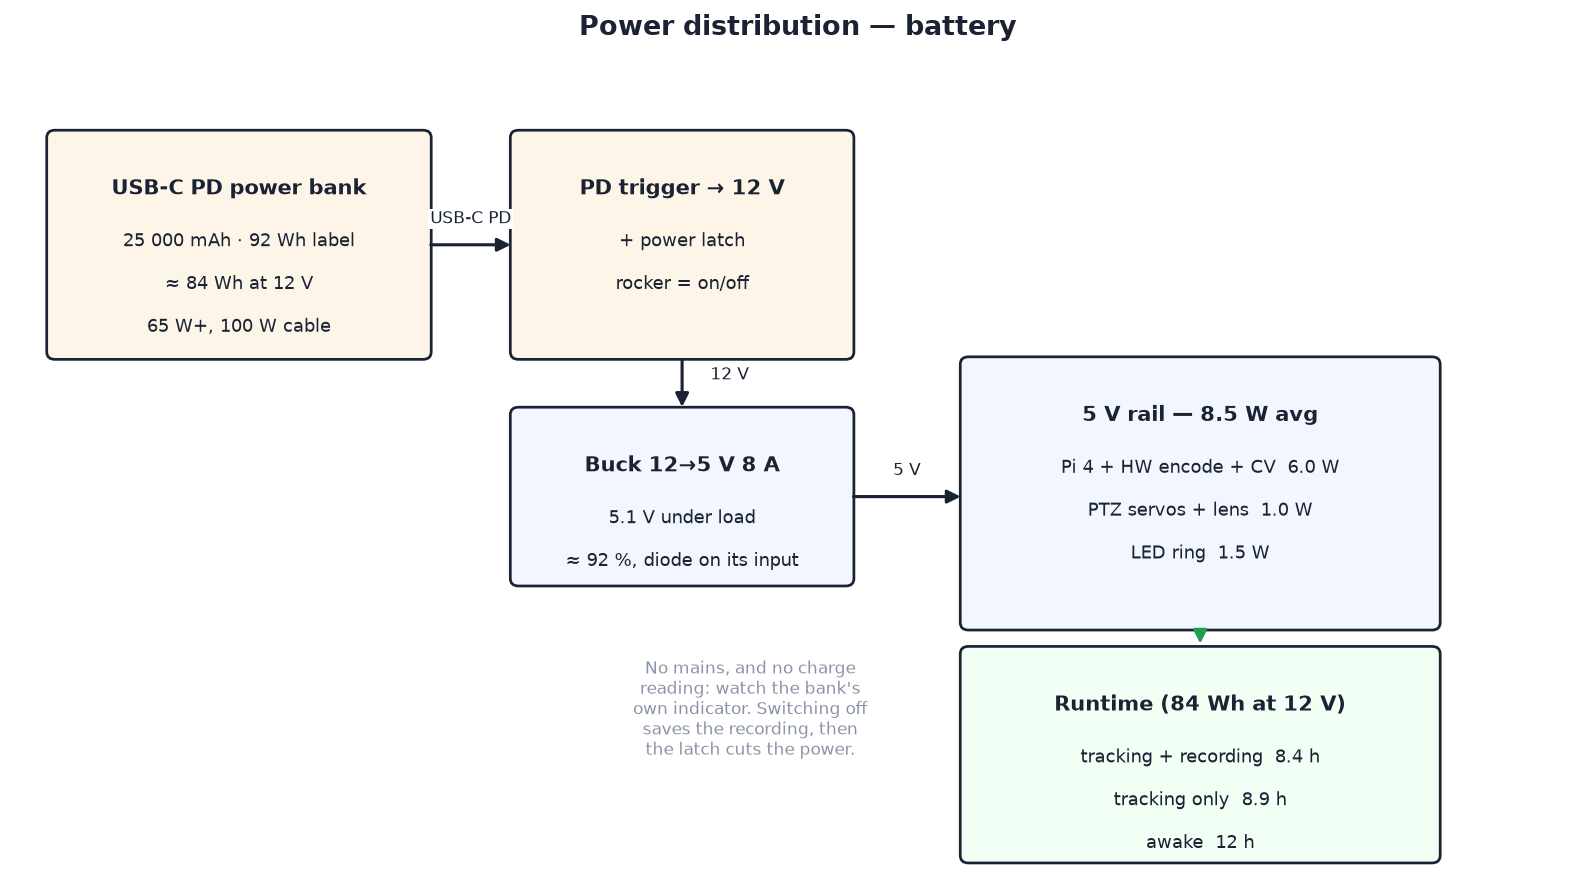 Power distribution — battery
USB-C PD power bank
25 000 mAh · 92 Wh label
≈ 84 Wh at 12 V
65 W+, 100 W cable
USB-C PD
PD trigger → 12 V
+ power latch
rocker = on/off
12 V
Buck 12→5 V 8 A
5.1 V under load
≈ 92 %, diode on its input
5 V
5 V rail — 8.5 W avg
Pi 4 + HW encode + CV  6.0 W
PTZ servos + lens  1.0 W
LED ring  1.5 W
No mains, and no charge
reading: watch the bank's
own indicator. Switching off
saves the recording, then
the latch cuts the power.
Runtime (84 Wh at 12 V)
tracking + recording  8.4 h
tracking only  8.9 h
awake  12 h